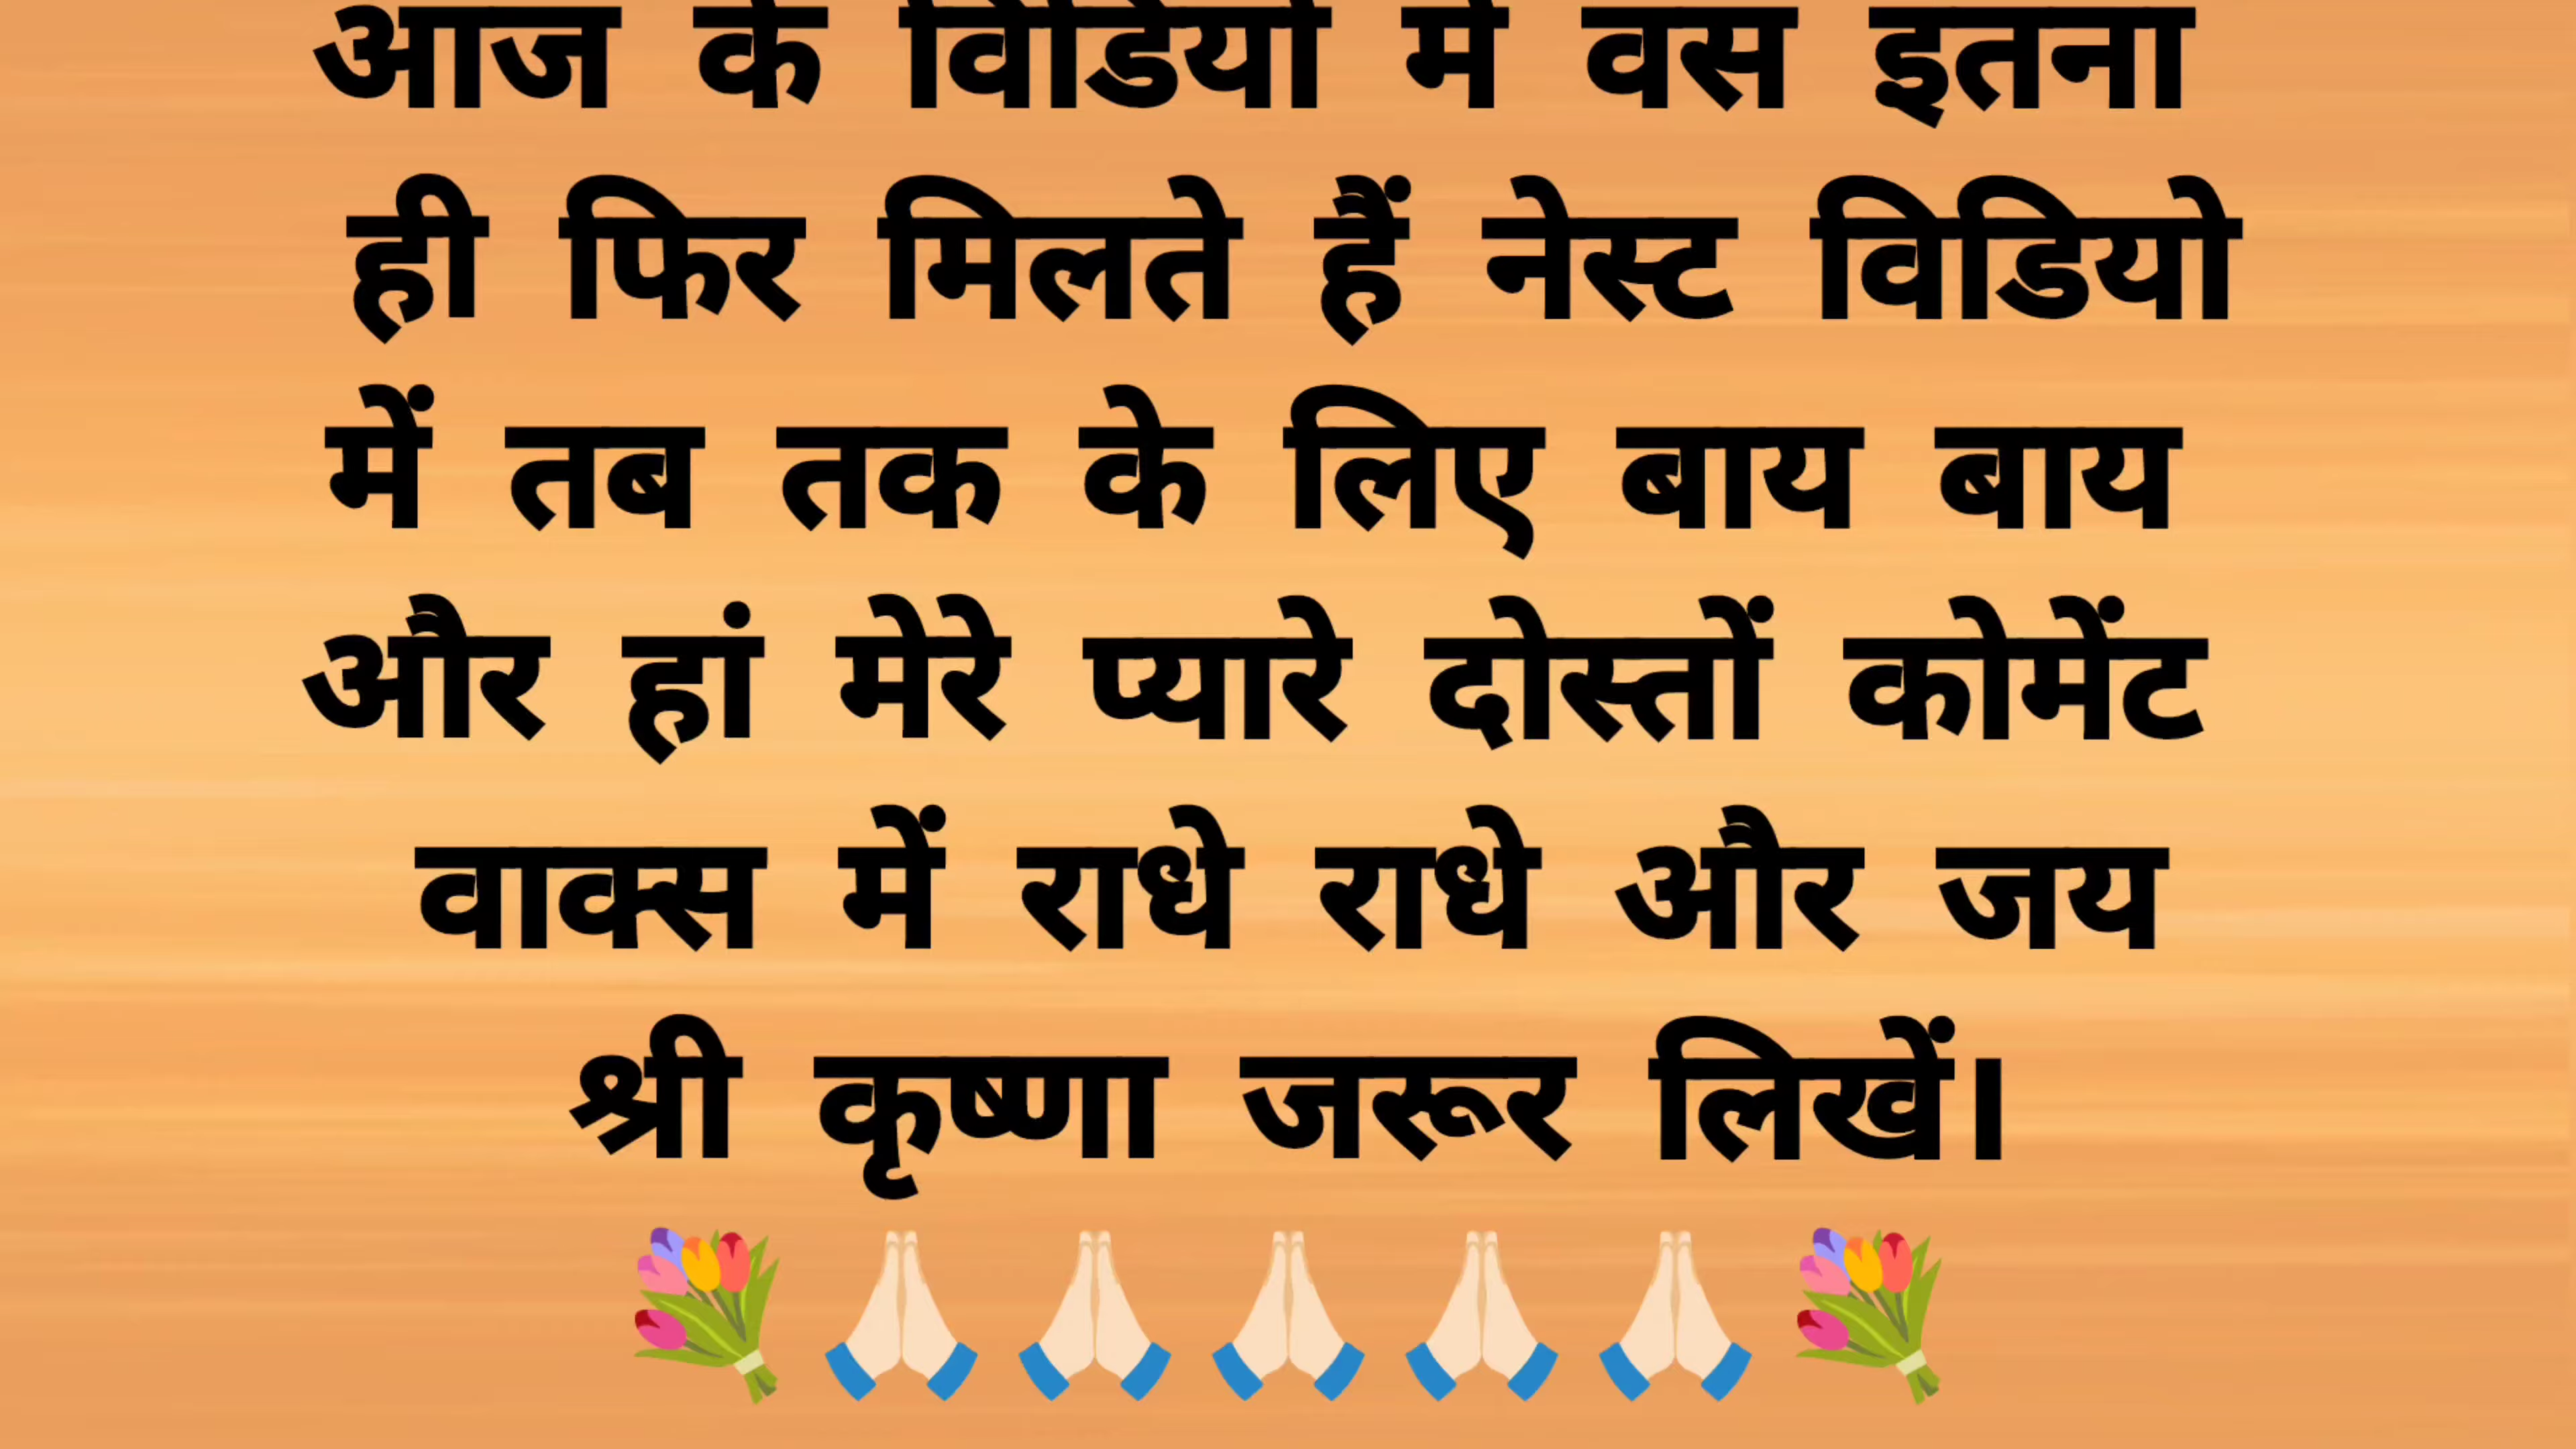 आज के विडियो में वस इतना
ही फिर मिलते हैं नेस्ट विडियो
में तब तक के लिए बाय बाय
और हां मेरे प्यारे दोस्तों कोमेंट
वाक्स में राधे राधे और जय
श्री कृष्णा जरूर लिखें।
💐🙏🏻🙏🏻🙏🏻🙏🏻🙏🏻💐